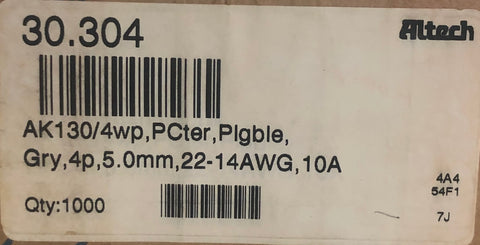 30.304
Altech
AK130/4wp,PCter,Plgble,
Gry,4p,5.0mm,22-14AWG,10A
4A4
54F1
Qty:1000
7J